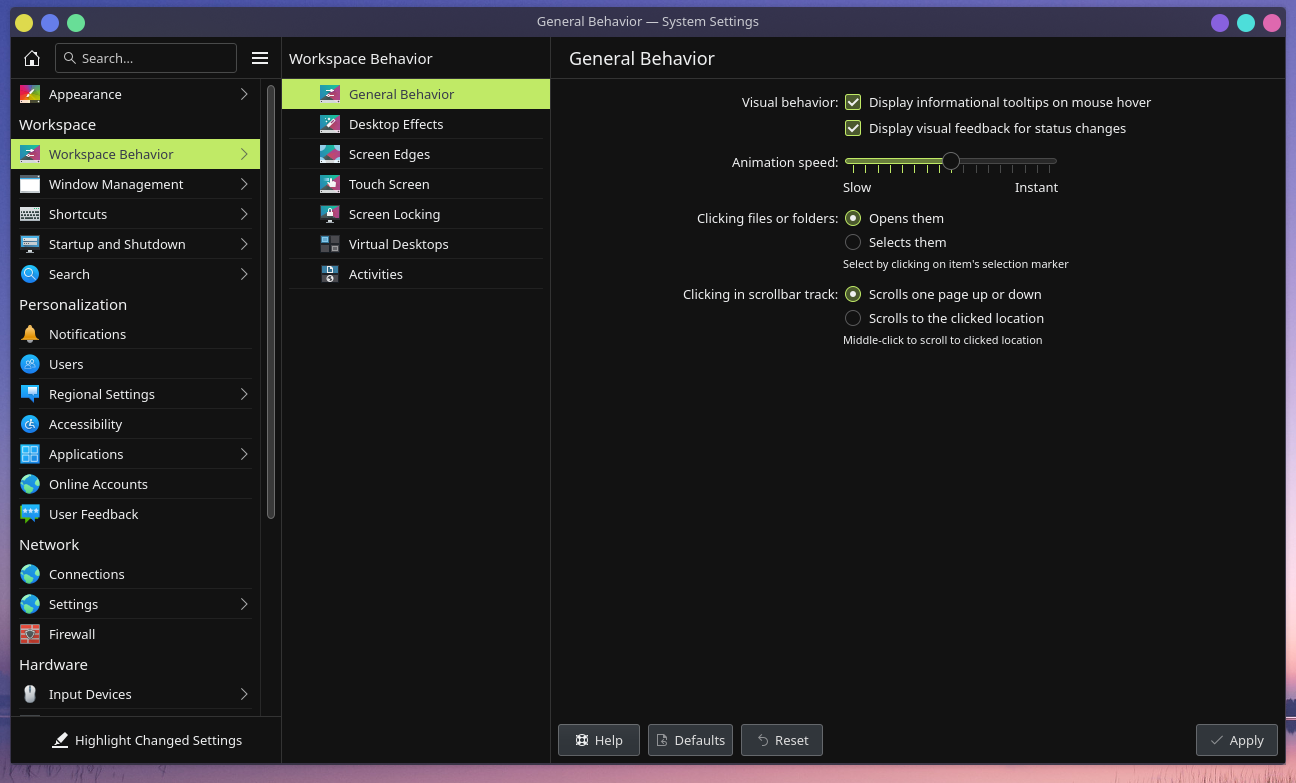 General Behavior — System Settings
Search...
Appearance
Workspace
Workspace Behavior
Window Management
Shortcuts
Startup and Shutdown
Search
Personalization
Notifications
Users
Regional Settings
Accessibility
Applications
Online Accounts
User Feedback
Network
Connections
Settings
Firewall
Hardware
Input Devices
Highlight Changed Settings
Workspace Behavior
General Behavior
Desktop Effects
Screen Edges
Touch Screen
Screen Locking
Virtual Desktops
Activities
General Behavior
Visual behavior: Display informational tooltips on mouse hover
Display visual feedback for status changes
Animation speed:
Slow Instant
Clicking files or folders: Opens them
Selects them
Select by clicking on item's selection marker
Clicking in scrollbar track: Scrolls one page up or down
Scrolls to the clicked location
Middle-click to scroll to clicked location
Help Defaults Reset Apply